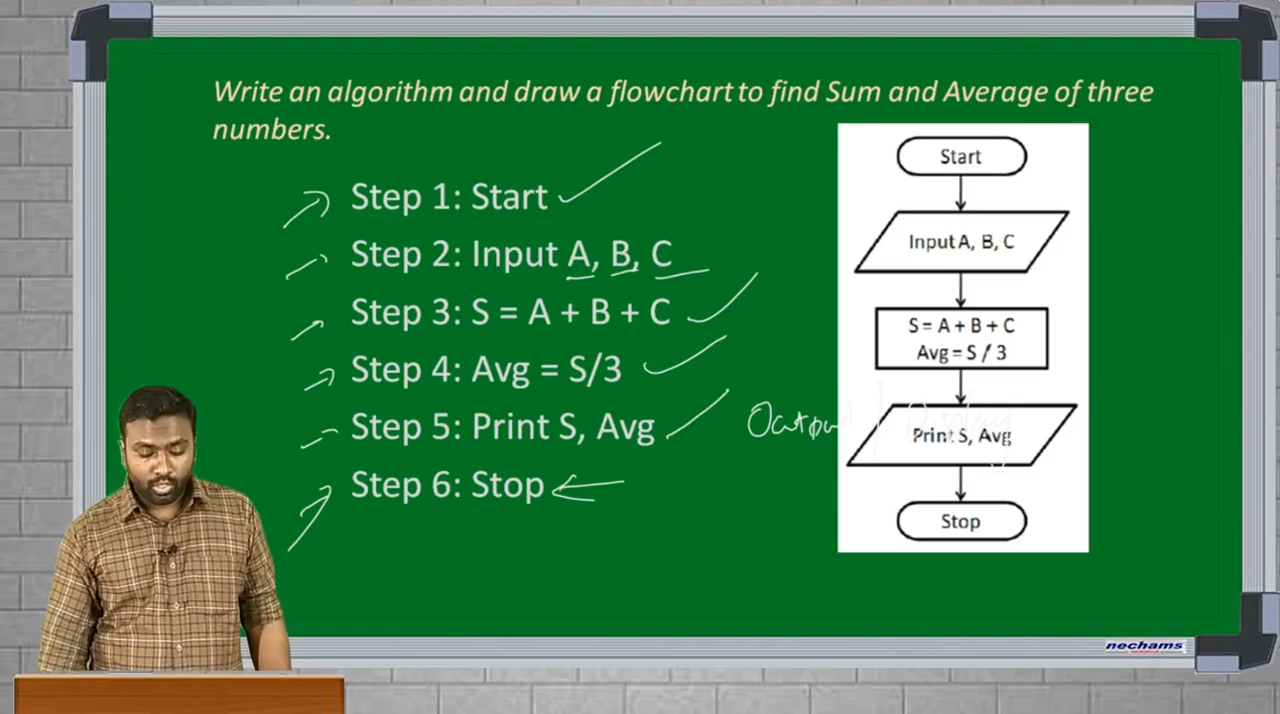 Write an algorithm and draw a flowchart to find Sum and Average of three
numbers.
Step 1: Start
Step 2: Input A, B, C
Step 3: S = A + B + C
Step 4: Avg = S/3
Step 5: Print S, Avg
Step 6: Stop
Output | Display
Start
Input A, B, C
S = A + B + C
Avg = S / 3
Print S, Avg
Stop
nechams